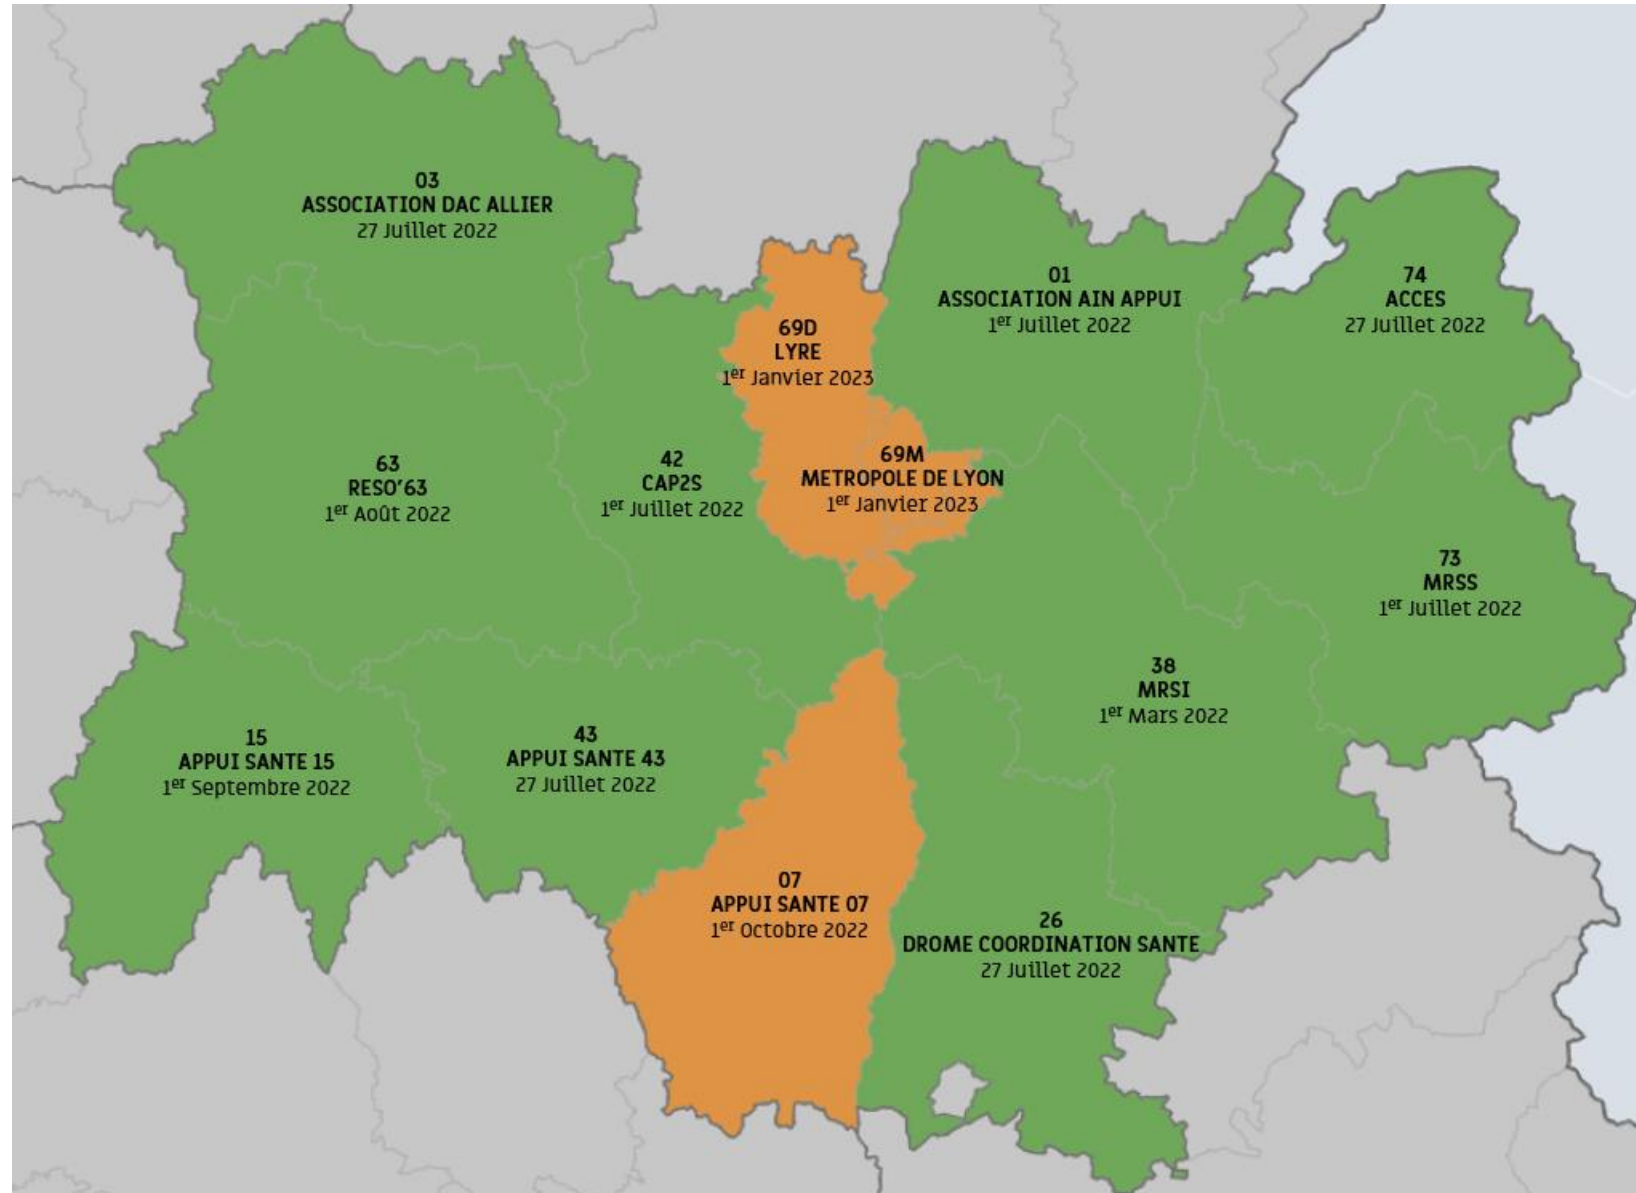 03
ASSOCIATION DAC ALLIER
27 Juillet 2022
01
ASSOCIATION AIN APPUI
1er Juillet 2022
74
ACCES
27 Juillet 2022
69D
LYRE
1er Janvier 2023
63
RESO'63
1er Août 2022
42
CAP2S
1er Juillet 2022
69M
METROPOLE DE LYON
1er Janvier 2023
73
MRSS
1er Juillet 2022
38
MRSI
1er Mars 2022
15
APPUI SANTE 15
1er Septembre 2022
43
APPUI SANTE 43
27 Juillet 2022
07
APPUI SANTE 07
1er Octobre 2022
26
DROME COORDINATION SANTE
27 Juillet 2022